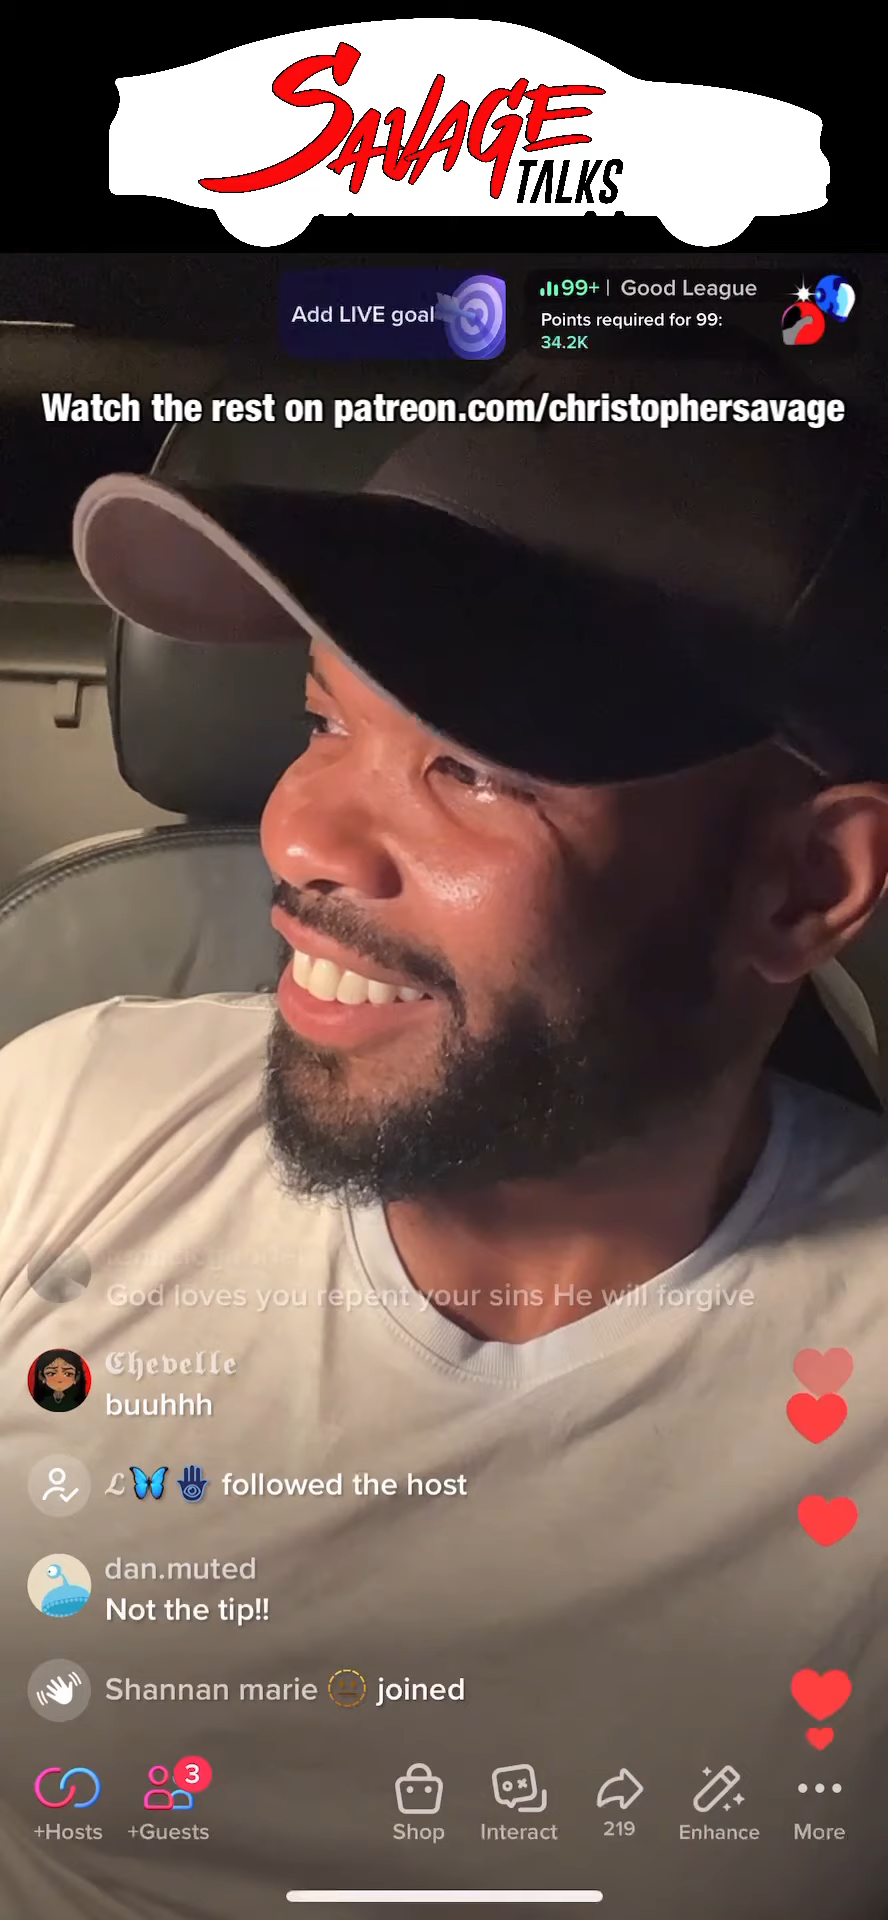 SAVAGE
TALKS
Add LIVE goal
99+ | Good League
Points required for 99:
34.2K
Watch the rest on patreon.com/christophersavage
God loves you repent your sins He will forgive
𝕮𝖍𝖊𝖛𝖊𝖑𝖑𝖊
buuhhh
ℒ🦋🪬 followed the host
dan.muted
Not the tip!!
Shannan marie 🫥 joined
3
+Hosts
+Guests
Shop
Interact
219
Enhance
More